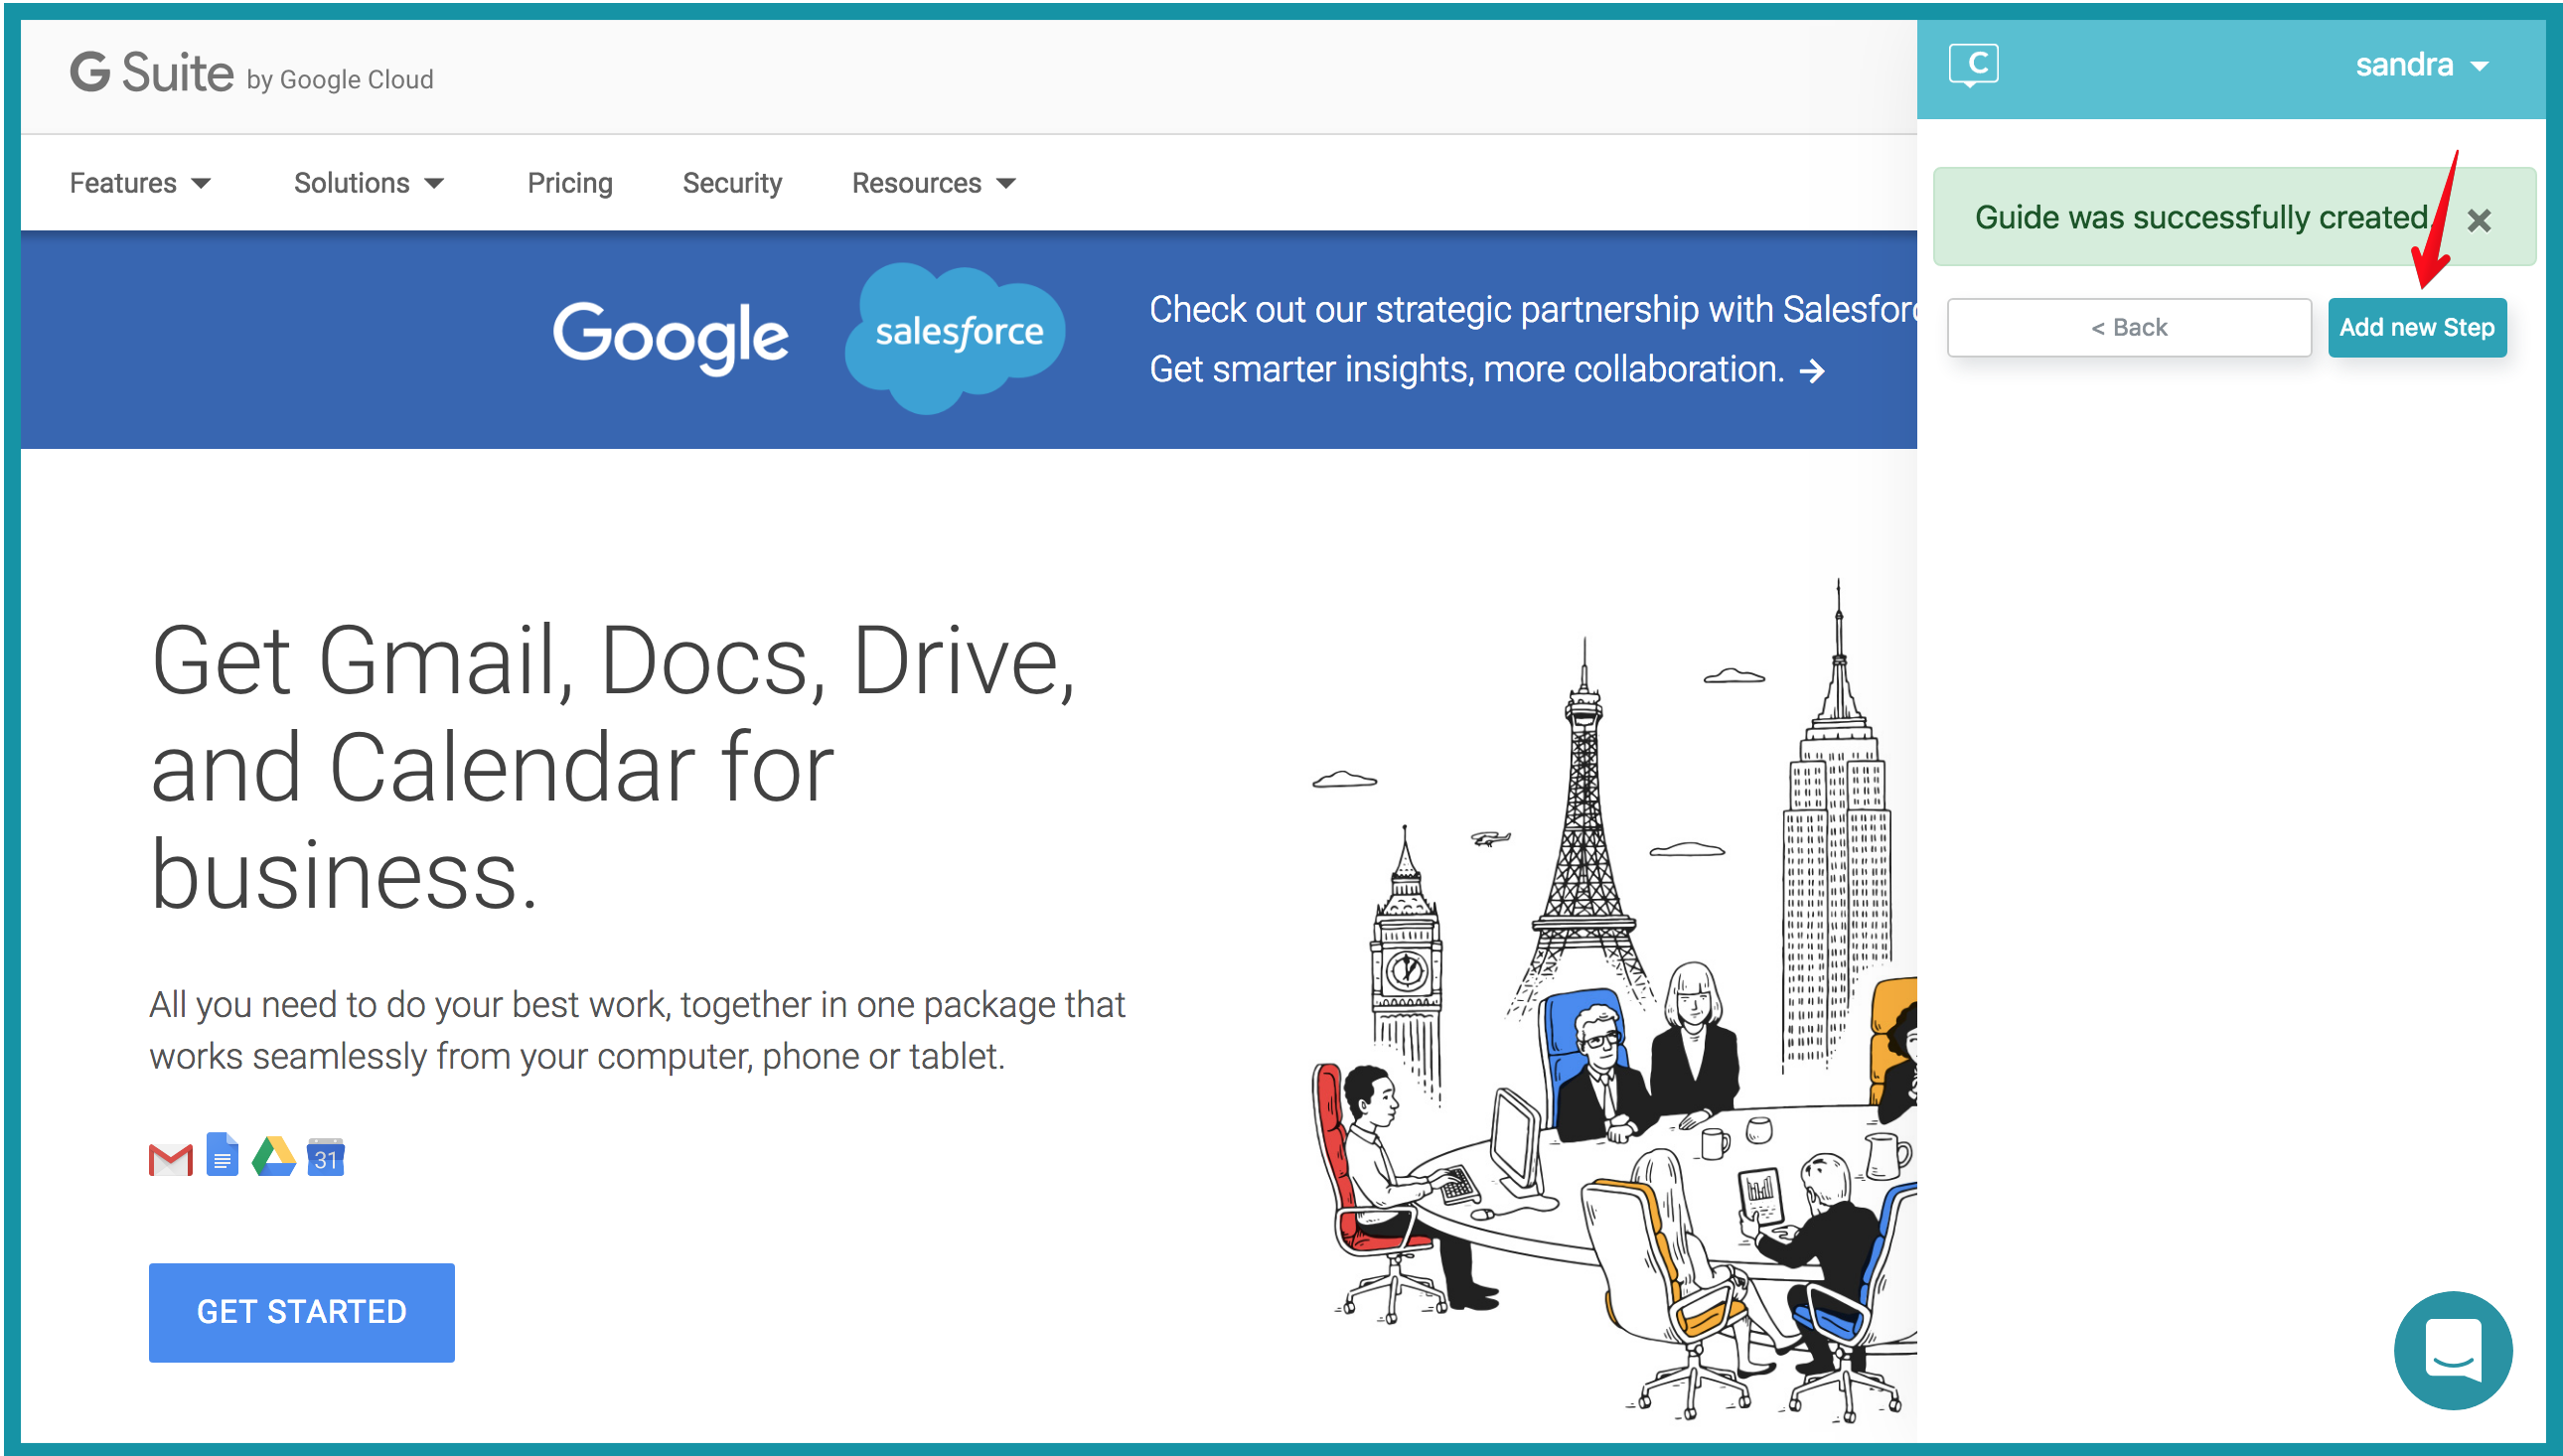 G Suite by Google Cloud
C
sandra
Features
Solutions
Pricing
Security
Resources
Guide was successfully created.
< Back
Add new Step
Google
salesforce
Check out our strategic partnership with Salesforc
Get smarter insights, more collaboration. →
Get Gmail, Docs, Drive,
and Calendar for
business.
All you need to do your best work, together in one package that
works seamlessly from your computer, phone or tablet.
31
GET STARTED